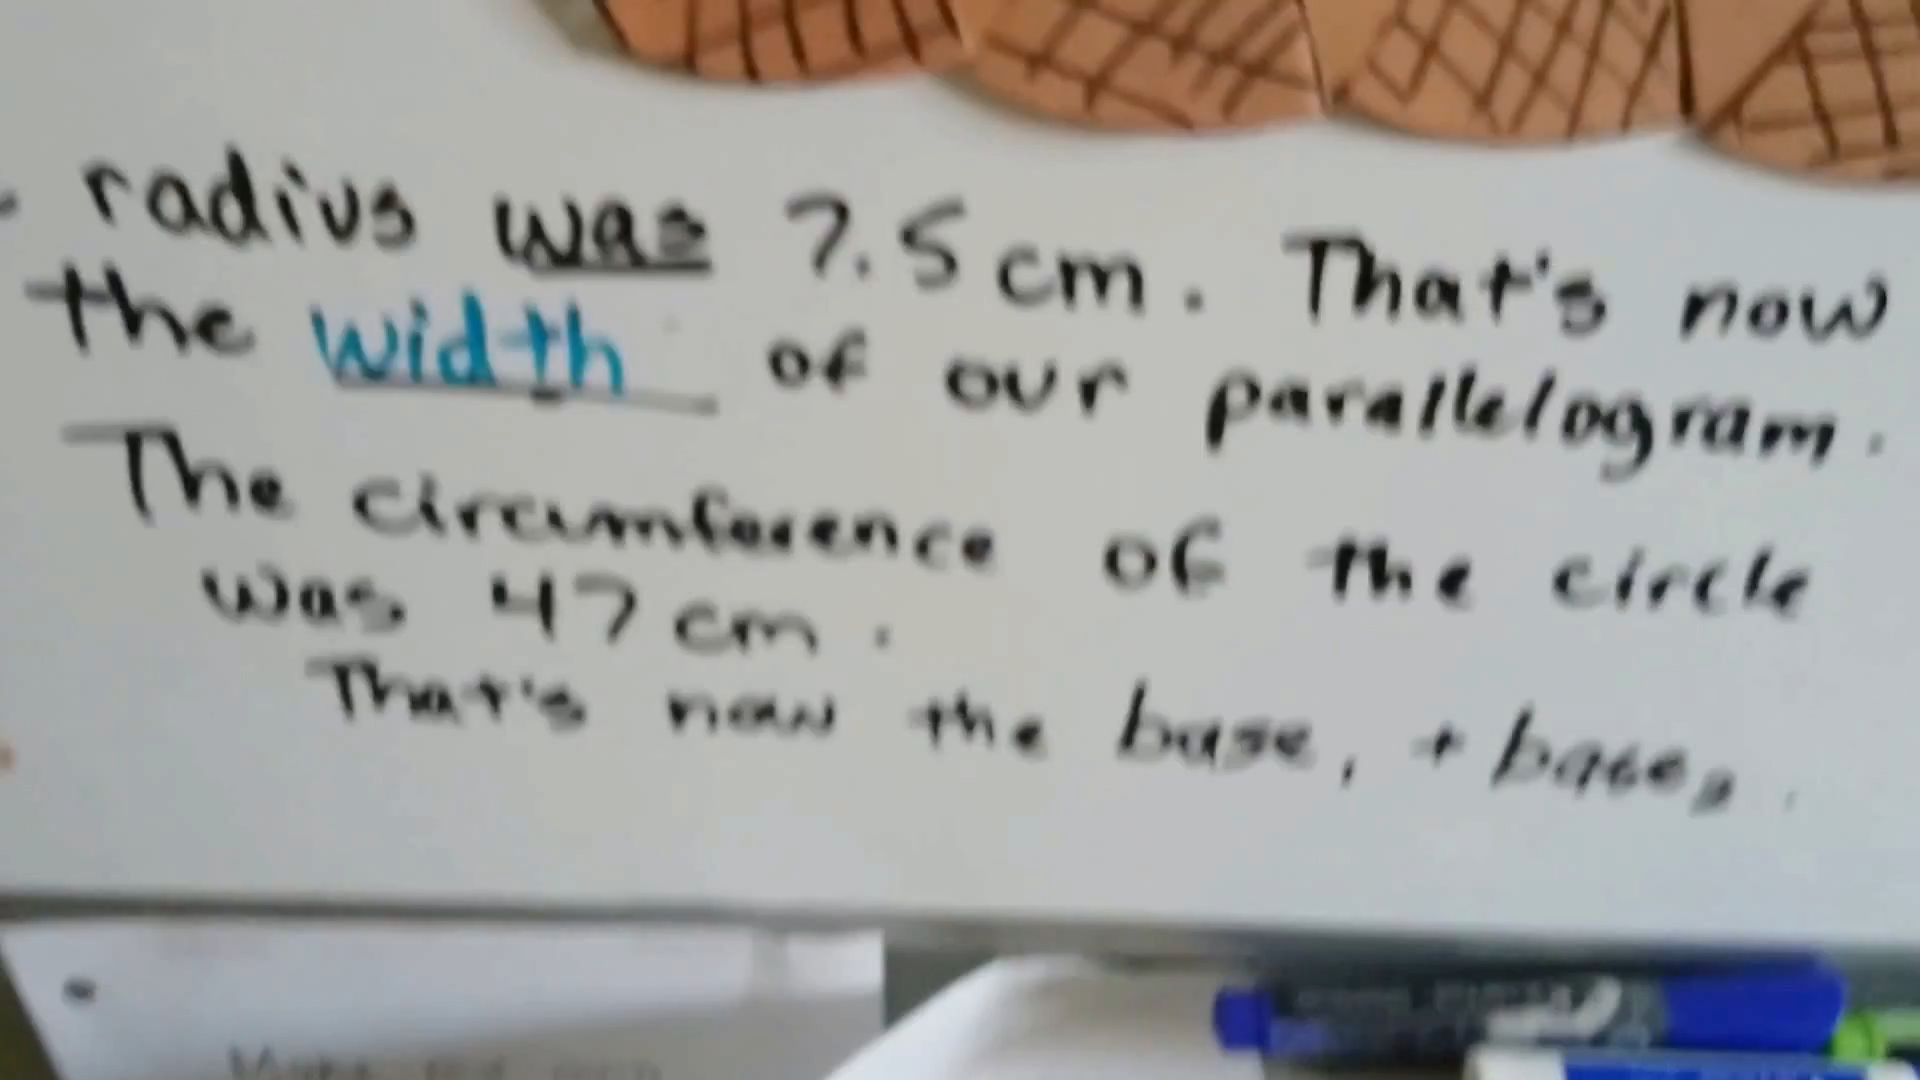 radius was 7.5 cm. That's now
the width of our parallelogram.
The circumference of the circle
was 47 cm.
That's now the base, + base₂.